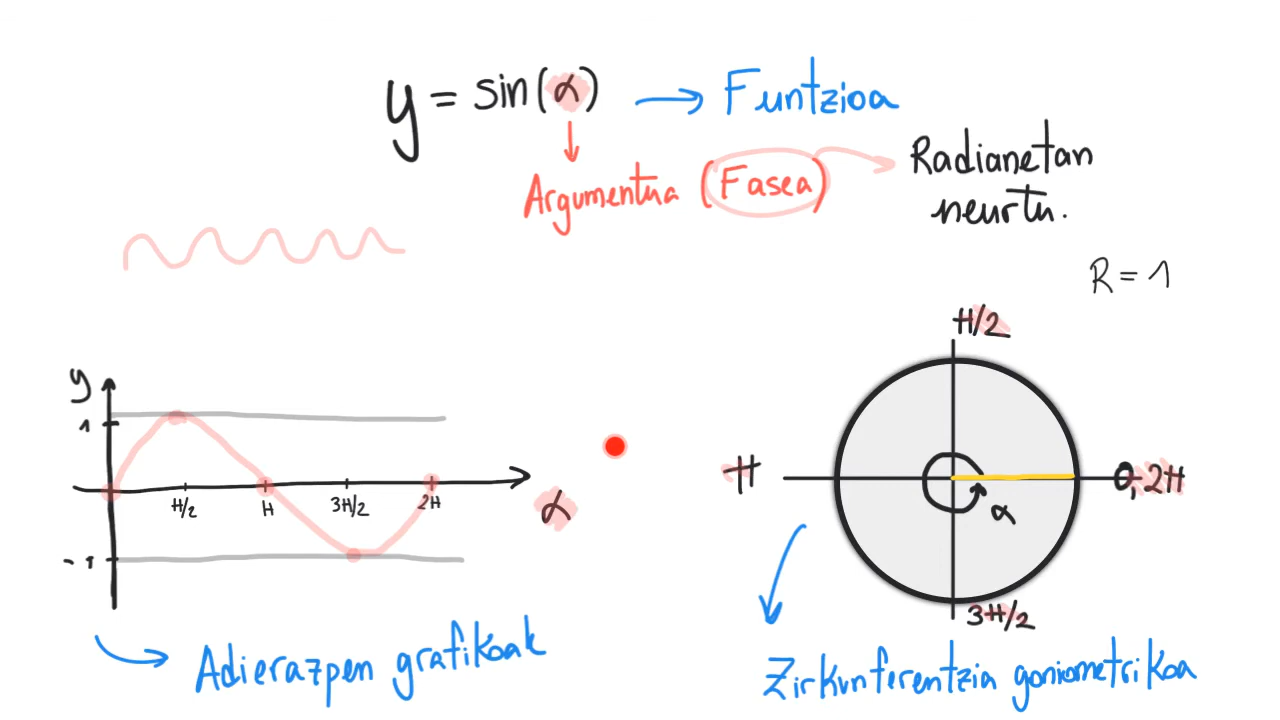 y = sin(α) → Funtzioa
Argumentua (Fasea)
Radianetan
neurtu.
R = 1
π/2
y
1
π/2
π
3π/2
2π
α
-1
π
0, 2π
α
3π/2
Adierazpen grafikoak
Zirkunferentzia goniometrikoa